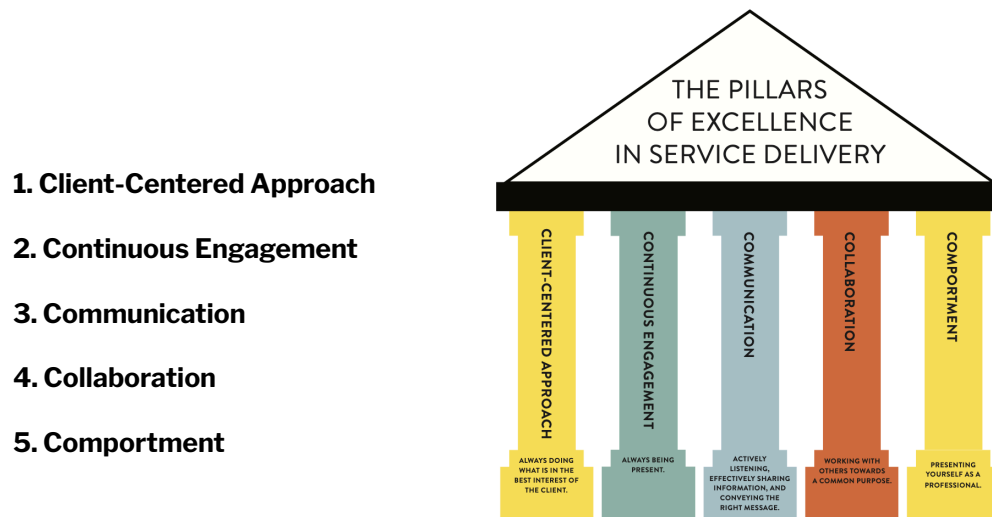 1. Client-Centered Approach
2. Continuous Engagement
3. Communication
4. Collaboration
5. Comportment
THE PILLARS
OF EXCELLENCE
IN SERVICE DELIVERY
CLIENT-CENTERED APPROACH
ALWAYS DOING
WHAT IS IN THE
BEST INTEREST OF
THE CLIENT.
CONTINUOUS ENGAGEMENT
ALWAYS BEING
PRESENT.
COMMUNICATION
ACTIVELY
LISTENING,
EFFECTIVELY SHARING
INFORMATION, AND
CONVEYING THE
RIGHT MESSAGE.
COLLABORATION
WORKING WITH
OTHERS TOWARDS
A COMMON PURPOSE.
COMPORTMENT
PRESENTING
YOURSELF AS A
PROFESSIONAL.